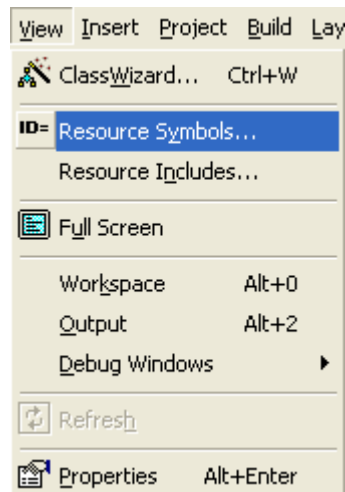 View Insert Project Build Lay
ClassWizard... Ctrl+W
ID= Resource Symbols...
Resource Includes...
Full Screen
Workspace Alt+0
Output Alt+2
Debug Windows
Refresh
Properties Alt+Enter